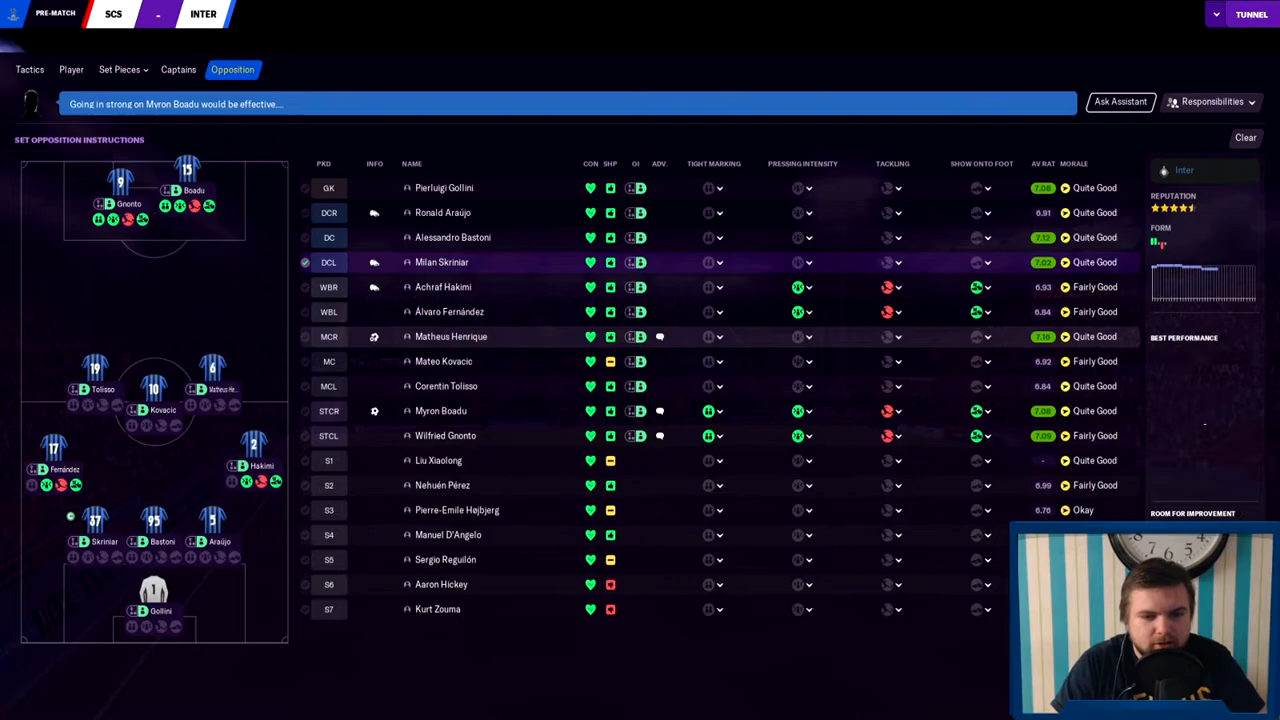 PRE-MATCH SCS - INTER TUNNEL
Tactics Player Set Pieces Captains Opposition
Going in strong on Myron Boadu would be effective.... Ask Assistant Responsibilities
SET OPPOSITION INSTRUCTIONS Clear
PKD INFO NAME CON SHP OI ADV. TIGHT MARKING PRESSING INTENSITY TACKLING SHOW ONTO FOOT AV RAT MORALE
GK Pierluigi Gollini 7.08 Quite Good
DCR Ronald Araújo 6.91 Quite Good
DC Alessandro Bastoni 7.12 Quite Good
DCL Milan Skriniar 7.02 Quite Good
WBR Achraf Hakimi 6.93 Fairly Good
WBL Álvaro Fernández 6.84 Quite Good
MCR Matheus Henrique 7.16 Quite Good
MC Mateo Kovacic 6.92 Fairly Good
MCL Corentin Tolisso 6.84 Quite Good
STCR Myron Boadu 7.08 Quite Good
STCL Wilfried Gnonto 7.09 Fairly Good
S1 Liu Xiaolong - Quite Good
S2 Nehuén Pérez 6.99 Fairly Good
S3 Pierre-Emile Højbjerg 6.76 Okay
S4 Manuel D'Angelo
S5 Sergio Reguilón
S6 Aaron Hickey
S7 Kurt Zouma
9 15
Gnonto Boadu
19 10 6
Tolisso Kovacic Matheus He...
17 2
Fernández Hakimi
37 95 3
Skriniar Bastoni Araújo
1
Gollini
Inter
REPUTATION
FORM
BEST PERFORMANCE
-
ROOM FOR IMPROVEMENT